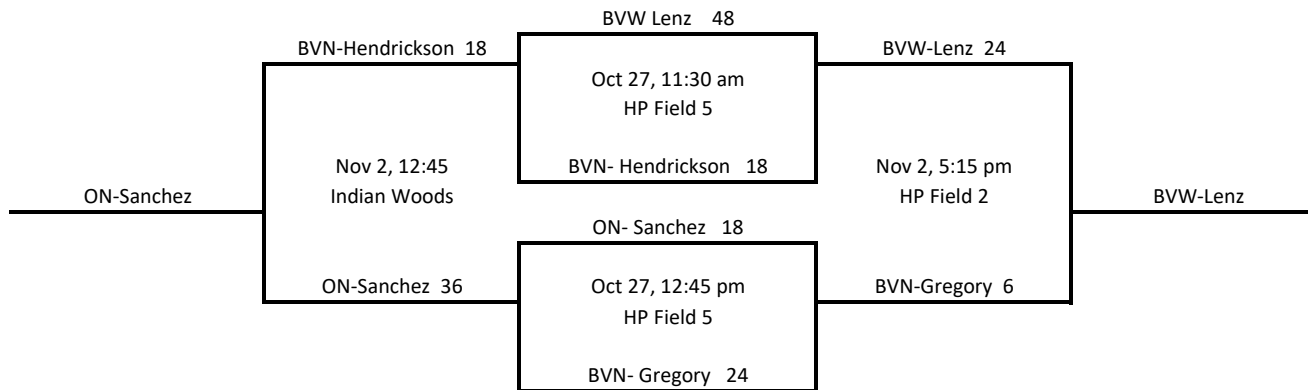 BVW Lenz 48
BVN-Hendrickson 18
BVW-Lenz 24
Oct 27, 11:30 am
HP Field 5
Nov 2, 12:45
Indian Woods
BVN- Hendrickson 18
Nov 2, 5:15 pm
HP Field 2
ON-Sanchez
BVW-Lenz
ON- Sanchez 18
ON-Sanchez 36
Oct 27, 12:45 pm
HP Field 5
BVN-Gregory 6
BVN- Gregory 24